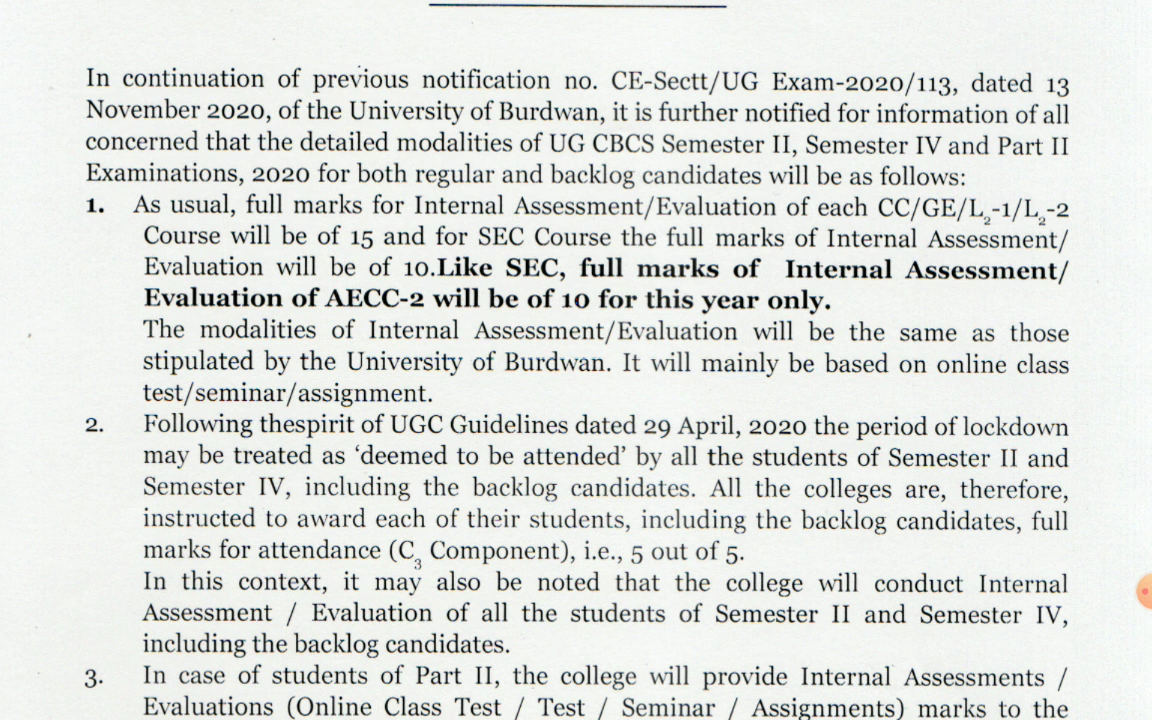 In continuation of previous notification no. CE-Sectt/UG Exam-2020/113, dated 13
November 2020, of the University of Burdwan, it is further notified for information of all
concerned that the detailed modalities of UG CBCS Semester II, Semester IV and Part II
Examinations, 2020 for both regular and backlog candidates will be as follows:
1. As usual, full marks for Internal Assessment/Evaluation of each CC/GE/L₂-1/L₂-2
Course will be of 15 and for SEC Course the full marks of Internal Assessment/
Evaluation will be of 10.Like SEC, full marks of Internal Assessment/
Evaluation of AECC-2 will be of 10 for this year only.
The modalities of Internal Assessment/Evaluation will be the same as those
stipulated by the University of Burdwan. It will mainly be based on online class
test/seminar/assignment.
2. Following thespirit of UGC Guidelines dated 29 April, 2020 the period of lockdown
may be treated as ‘deemed to be attended’ by all the students of Semester II and
Semester IV, including the backlog candidates. All the colleges are, therefore,
instructed to award each of their students, including the backlog candidates, full
marks for attendance (C₃ Component), i.e., 5 out of 5.
In this context, it may also be noted that the college will conduct Internal
Assessment / Evaluation of all the students of Semester II and Semester IV,
including the backlog candidates.
3. In case of students of Part II, the college will provide Internal Assessments /
Evaluations (Online Class Test / Test / Seminar / Assignments) marks to the